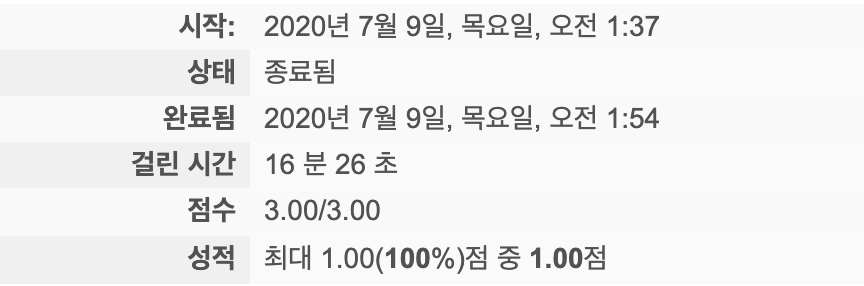 시작: 2020년 7월 9일, 목요일, 오전 1:37
상태 종료됨
완료됨 2020년 7월 9일, 목요일, 오전 1:54
걸린 시간 16 분 26 초
점수 3.00/3.00
성적 최대 1.00(100%)점 중 1.00점